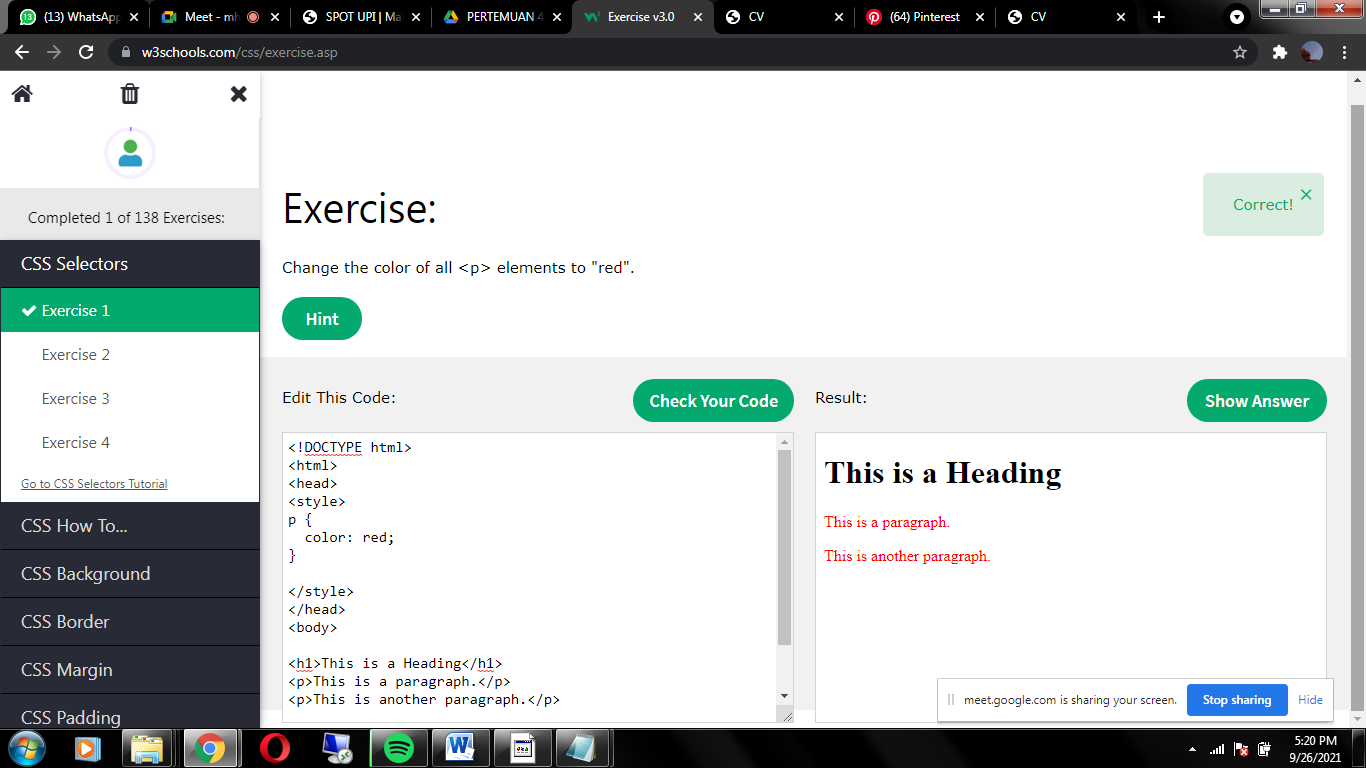 (13) WhatsApp
Meet - mh
SPOT UPI | Ma
PERTEMUAN 4
Exercise v3.0
CV
(64) Pinterest
CV
w3schools.com/css/exercise.asp
Completed 1 of 138 Exercises:
CSS Selectors
Exercise 1
Exercise 2
Exercise 3
Exercise 4
Go to CSS Selectors Tutorial
CSS How To...
CSS Background
CSS Border
CSS Margin
CSS Padding
Exercise:
Correct!
Change the color of all <p> elements to "red".
Hint
Edit This Code:
Check Your Code
<!DOCTYPE html>
<html>
<head>
<style>
p {
  color: red;
}
</style>
</head>
<body>
<h1>This is a Heading</h1>
<p>This is a paragraph.</p>
<p>This is another paragraph.</p>
Result:
Show Answer
This is a Heading
This is a paragraph.
This is another paragraph.
meet.google.com is sharing your screen.
Stop sharing
Hide
5:20 PM
9/26/2021